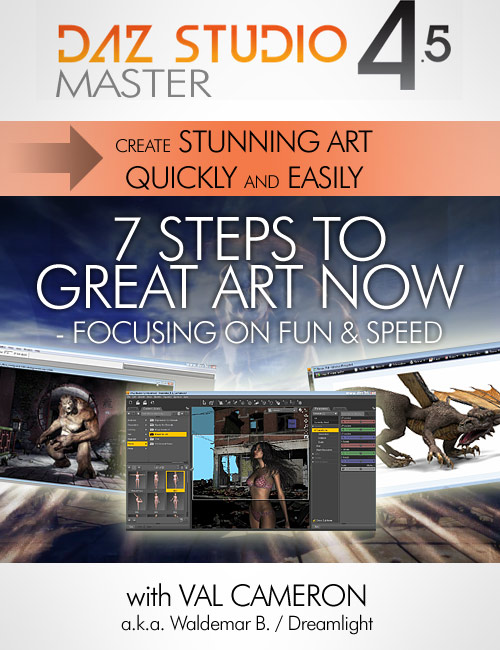 DAZ STUDIO 4.5
MASTER
CREATE STUNNING ART
QUICKLY AND EASILY
7 STEPS TO
GREAT ART NOW
- FOCUSING ON FUN & SPEED
with VAL CAMERON
a.k.a. Waldemar B. / Dreamlight